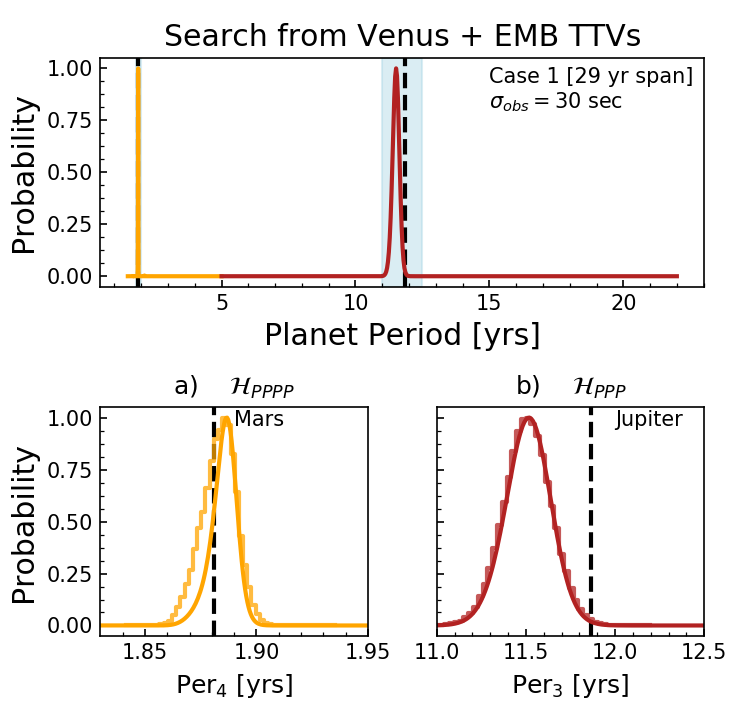 Search from Venus + EMB TTVs
Case 1 [29 yr span]
σ_obs = 30 sec
Probability
1.00
0.75
0.50
0.25
0.00
5 10 15 20
Planet Period [yrs]
a) ℋ_PPPP
Mars
Probability
1.00
0.75
0.50
0.25
0.00
1.85 1.90 1.95
Per₄ [yrs]
b) ℋ_PPP
Jupiter
11.0 11.5 12.0 12.5
Per₃ [yrs]